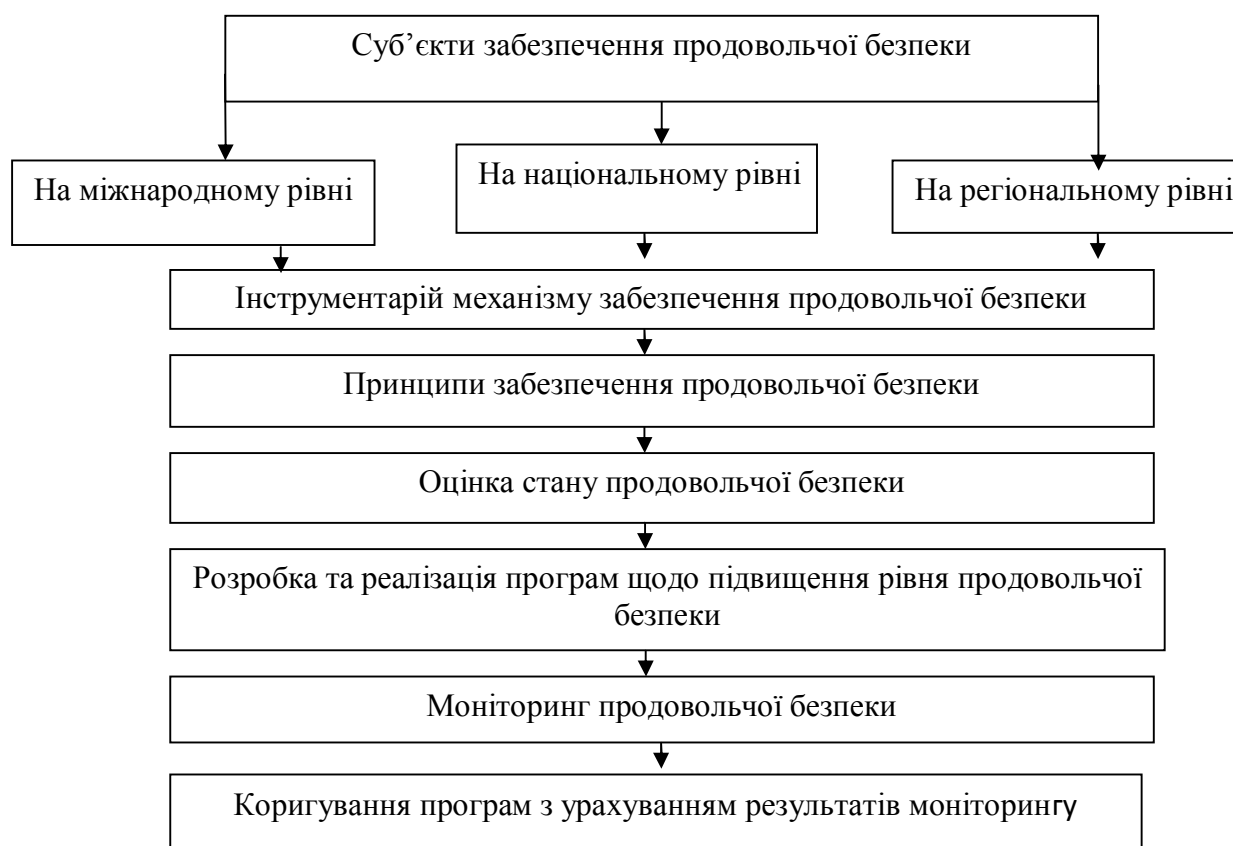 Суб’єкти забезпечення продовольчої безпеки
На міжнародному рівні
На національному рівні
На регіональному рівні
Інструментарій механізму забезпечення продовольчої безпеки
Принципи забезпечення продовольчої безпеки
Оцінка стану продовольчої безпеки
Розробка та реалізація програм щодо підвищення рівня продовольчої
безпеки
Моніторинг продовольчої безпеки
Коригування програм з урахуванням результатів моніторингу